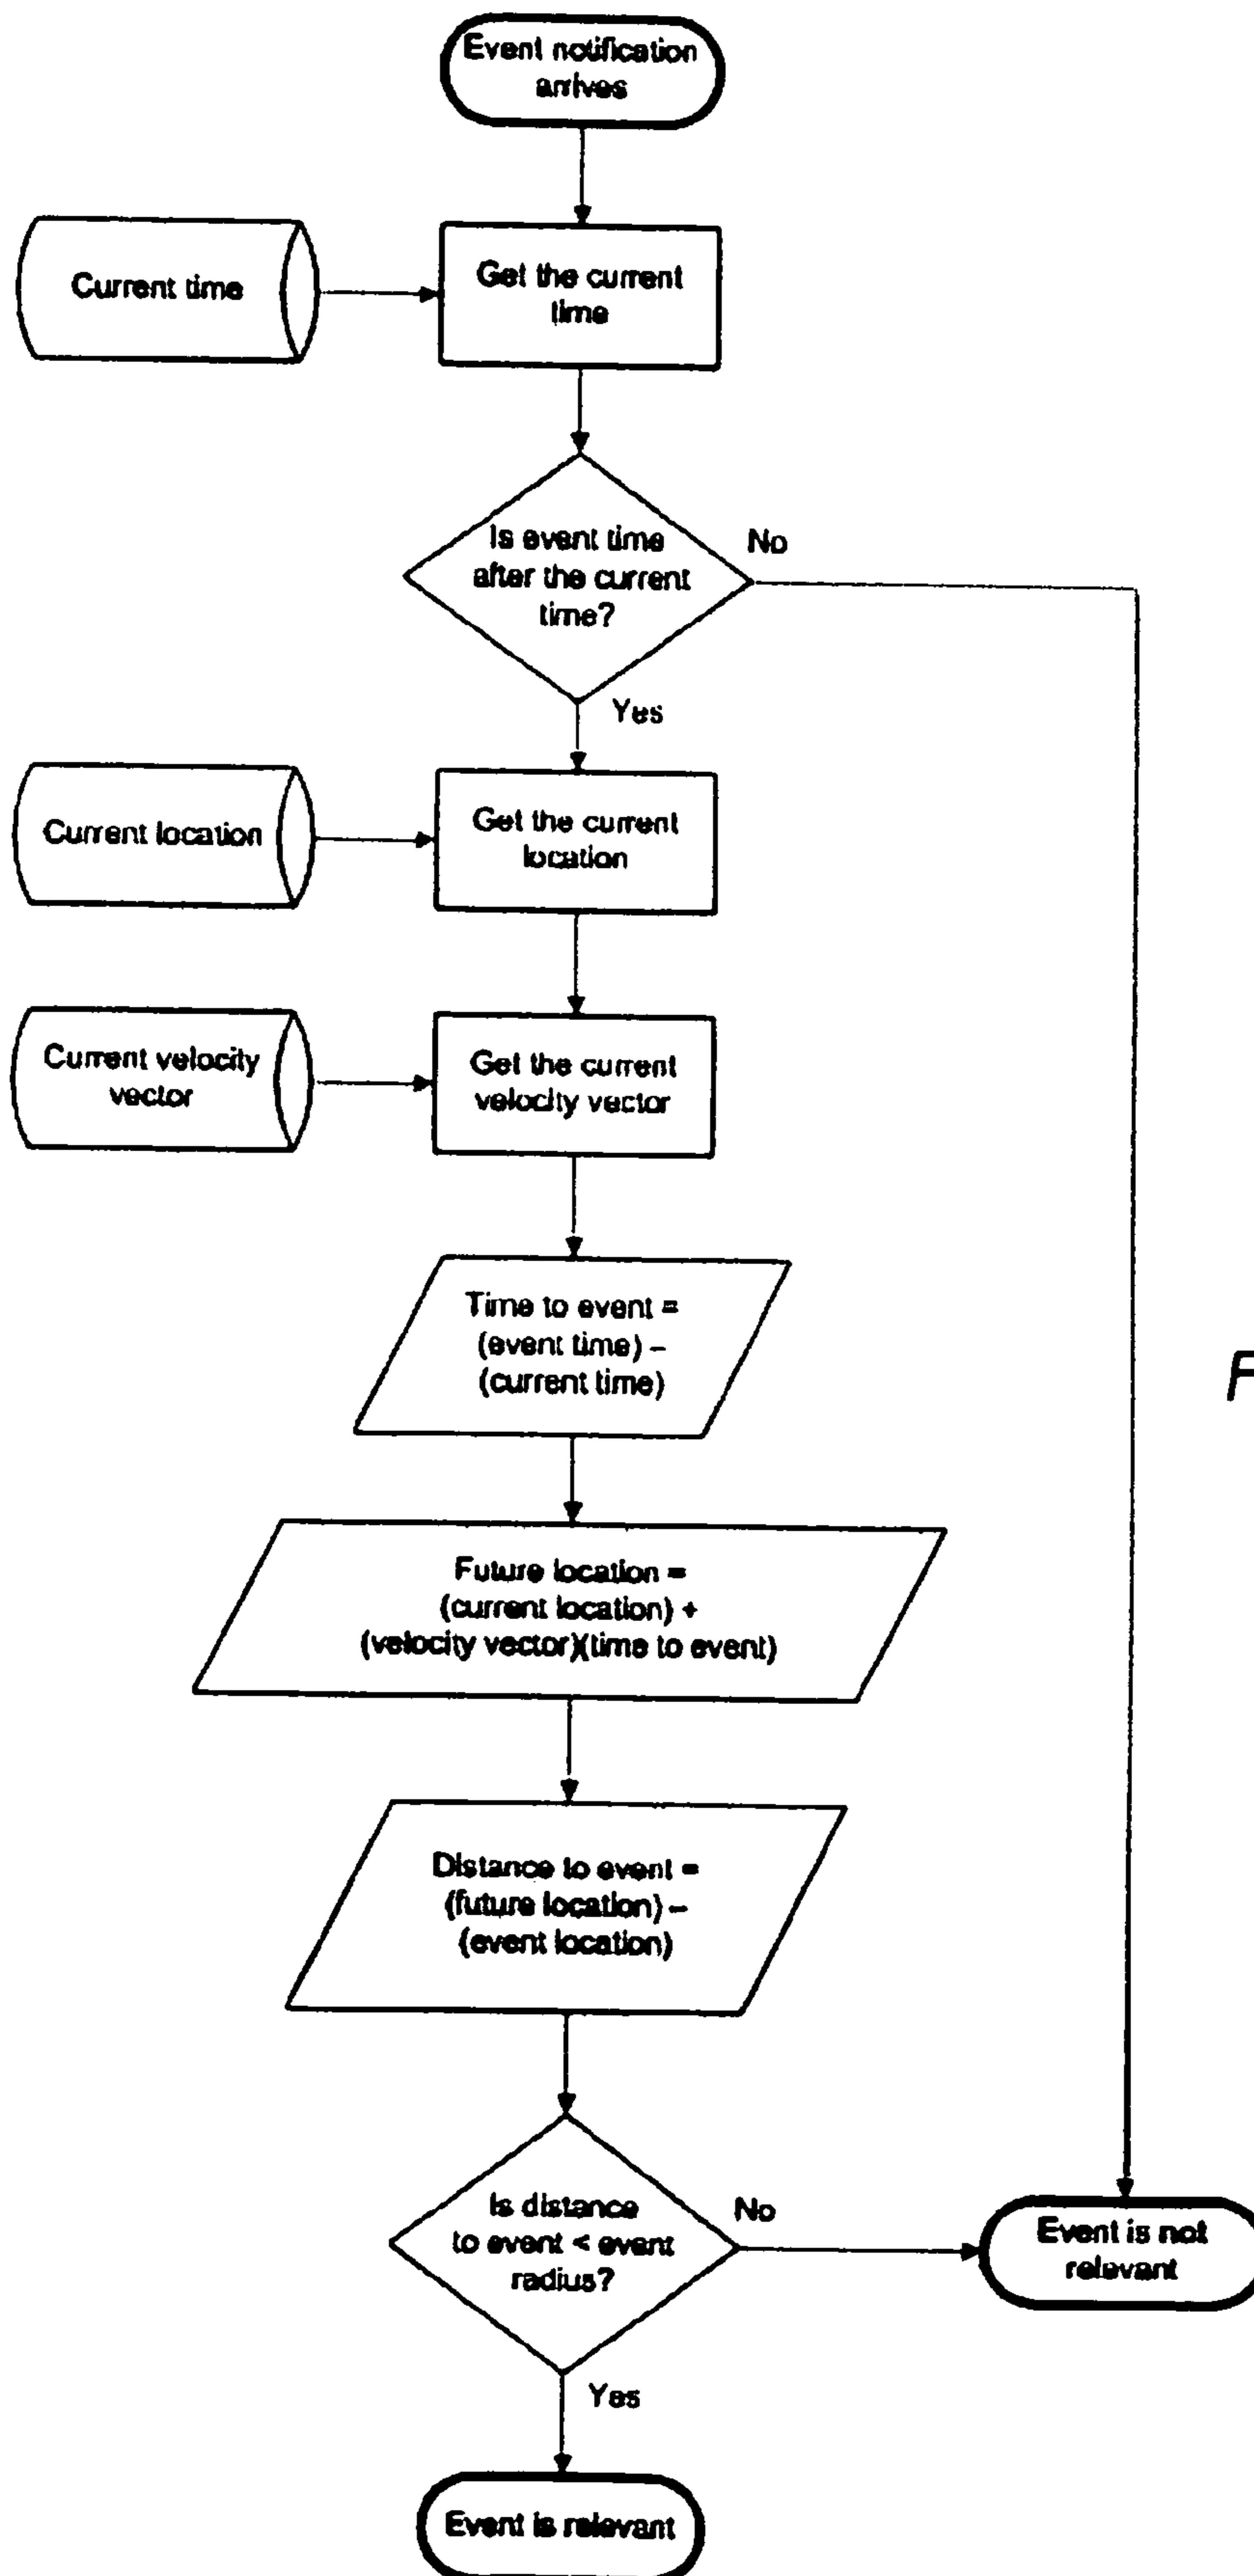 Event notification
arrives
Current time
Get the current
time
Is event time
after the current
time?
No
Yes
Current location
Get the current
location
Current velocity
vector
Get the current
velocity vector
Time to event =
(event time) –
(current time)
F
Future location =
(current location) +
(velocity vector)(time to event)
Distance to event =
(future location) –
(event location)
Is distance
to event < event
radius?
No
Event is not
relevant
Yes
Event is relevant